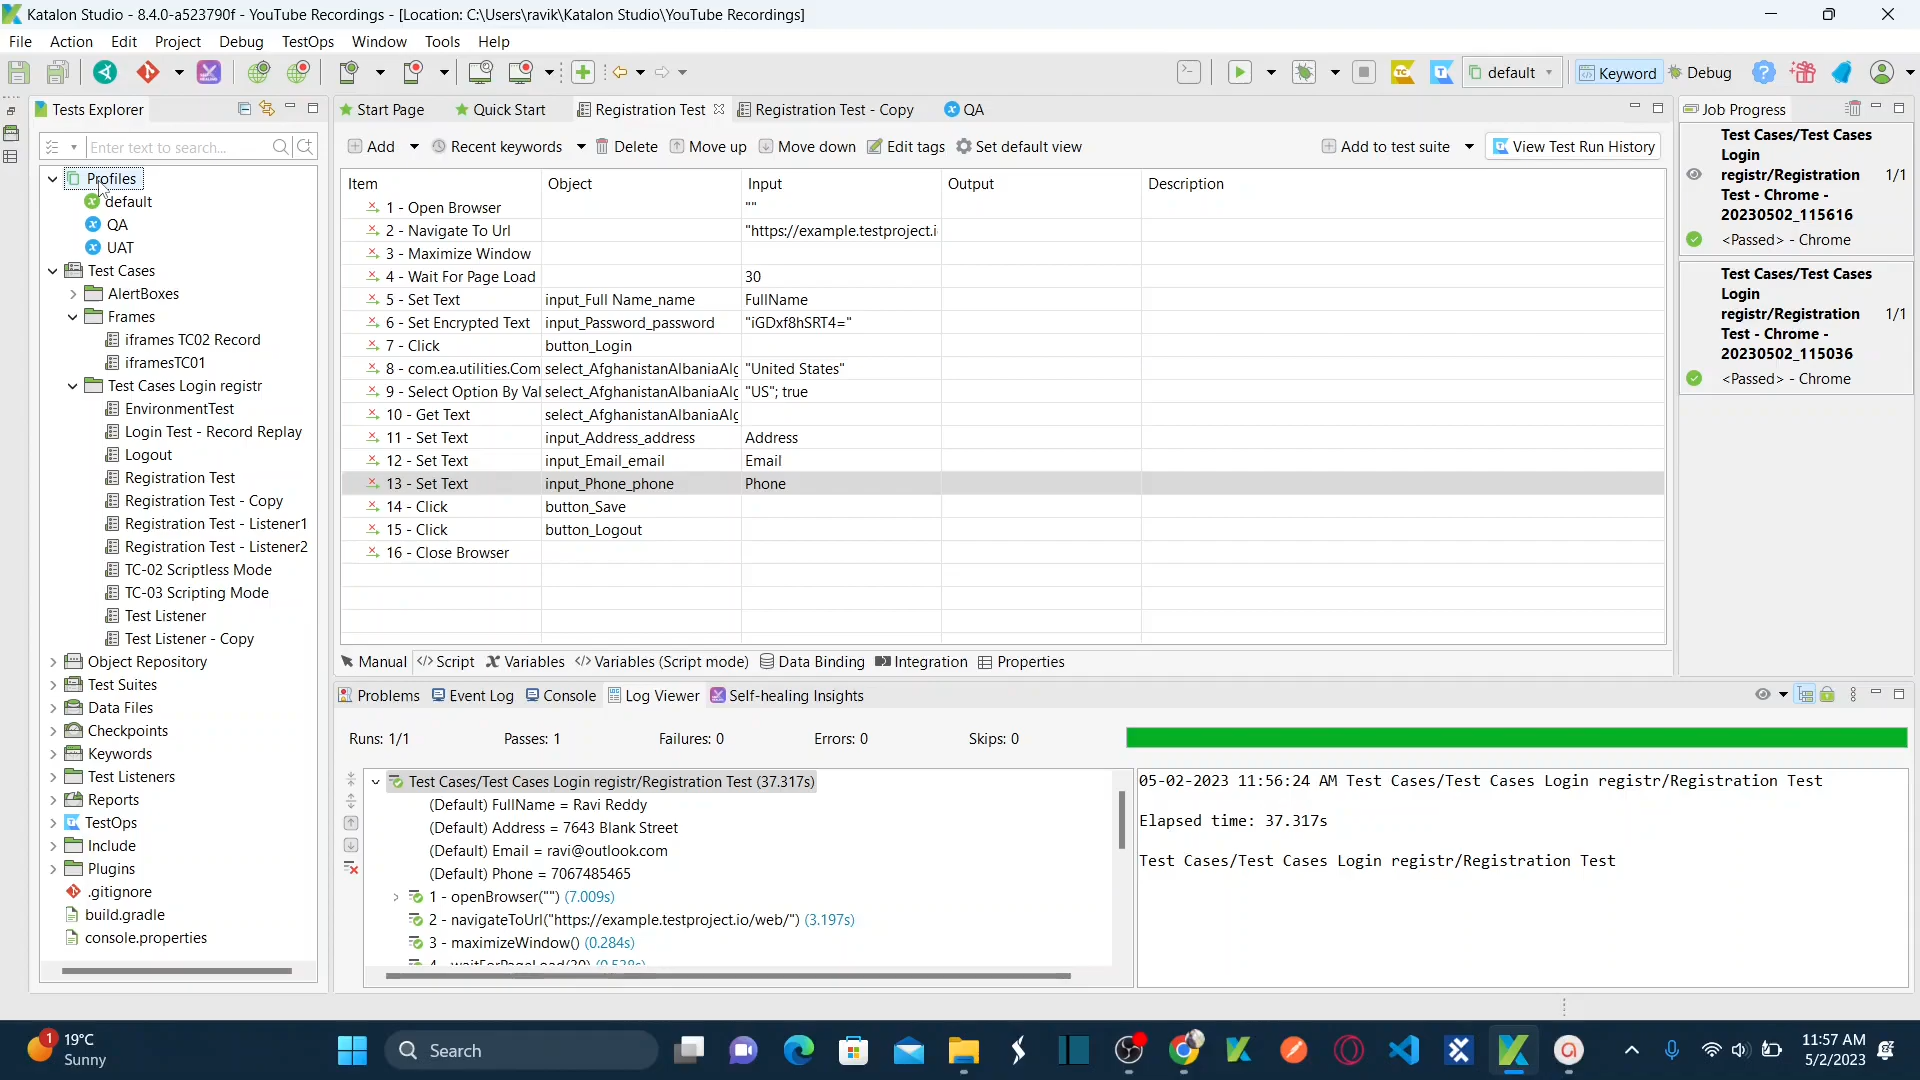 Katalon Studio - 8.4.0-a523790f - YouTube Recordings - [Location: C:\Users\ravik\Katalon Studio\YouTube Recordings]
File Action Edit Project Debug TestOps Window Tools Help
default Keyword Debug
Tests Explorer
Enter text to search...
Profiles
default
QA
UAT
Test Cases
AlertBoxes
Frames
iframes TC02 Record
iframesTC01
Test Cases Login registr
EnvironmentTest
Login Test - Record Replay
Logout
Registration Test
Registration Test - Copy
Registration Test - Listener1
Registration Test - Listener2
TC-02 Scriptless Mode
TC-03 Scripting Mode
Test Listener
Test Listener - Copy
Object Repository
Test Suites
Data Files
Checkpoints
Keywords
Test Listeners
Reports
TestOps
Include
Plugins
.gitignore
build.gradle
console.properties
Start Page Quick Start Registration Test Registration Test - Copy QA
Add Recent keywords Delete Move up Move down Edit tags Set default view Add to test suite View Test Run History
Item Object Input Output Description
1 - Open Browser ""
2 - Navigate To Url "https://example.testproject.i
3 - Maximize Window
4 - Wait For Page Load 30
5 - Set Text input_Full Name_name FullName
6 - Set Encrypted Text input_Password_password "iGDxf8hSRT4="
7 - Click button_Login
8 - com.ea.utilities.Com select_AfghanistanAlbaniaAlg "United States"
9 - Select Option By Val select_AfghanistanAlbaniaAlg "US"; true
10 - Get Text select_AfghanistanAlbaniaAlg
11 - Set Text input_Address_address Address
12 - Set Text input_Email_email Email
13 - Set Text input_Phone_phone Phone
14 - Click button_Save
15 - Click button_Logout
16 - Close Browser
Manual Script Variables Variables (Script mode) Data Binding Integration Properties
Problems Event Log Console Log Viewer Self-healing Insights
Runs: 1/1 Passes: 1 Failures: 0 Errors: 0 Skips: 0
Test Cases/Test Cases Login registr/Registration Test (37.317s)
(Default) FullName = Ravi Reddy
(Default) Address = 7643 Blank Street
(Default) Email = ravi@outlook.com
(Default) Phone = 7067485465
1 - openBrowser("") (7.009s)
2 - navigateToUrl("https://example.testproject.io/web/") (3.197s)
3 - maximizeWindow() (0.284s)
4 - waitForPageLoad(30) (0.528s)
05-02-2023 11:56:24 AM Test Cases/Test Cases Login registr/Registration Test
Elapsed time: 37.317s
Test Cases/Test Cases Login registr/Registration Test
Job Progress
Test Cases/Test Cases
Login
registr/Registration 1/1
Test - Chrome -
20230502_115616
<Passed> - Chrome
Test Cases/Test Cases
Login
registr/Registration 1/1
Test - Chrome -
20230502_115036
<Passed> - Chrome
1 19°C
Sunny
Search
11:57 AM
5/2/2023